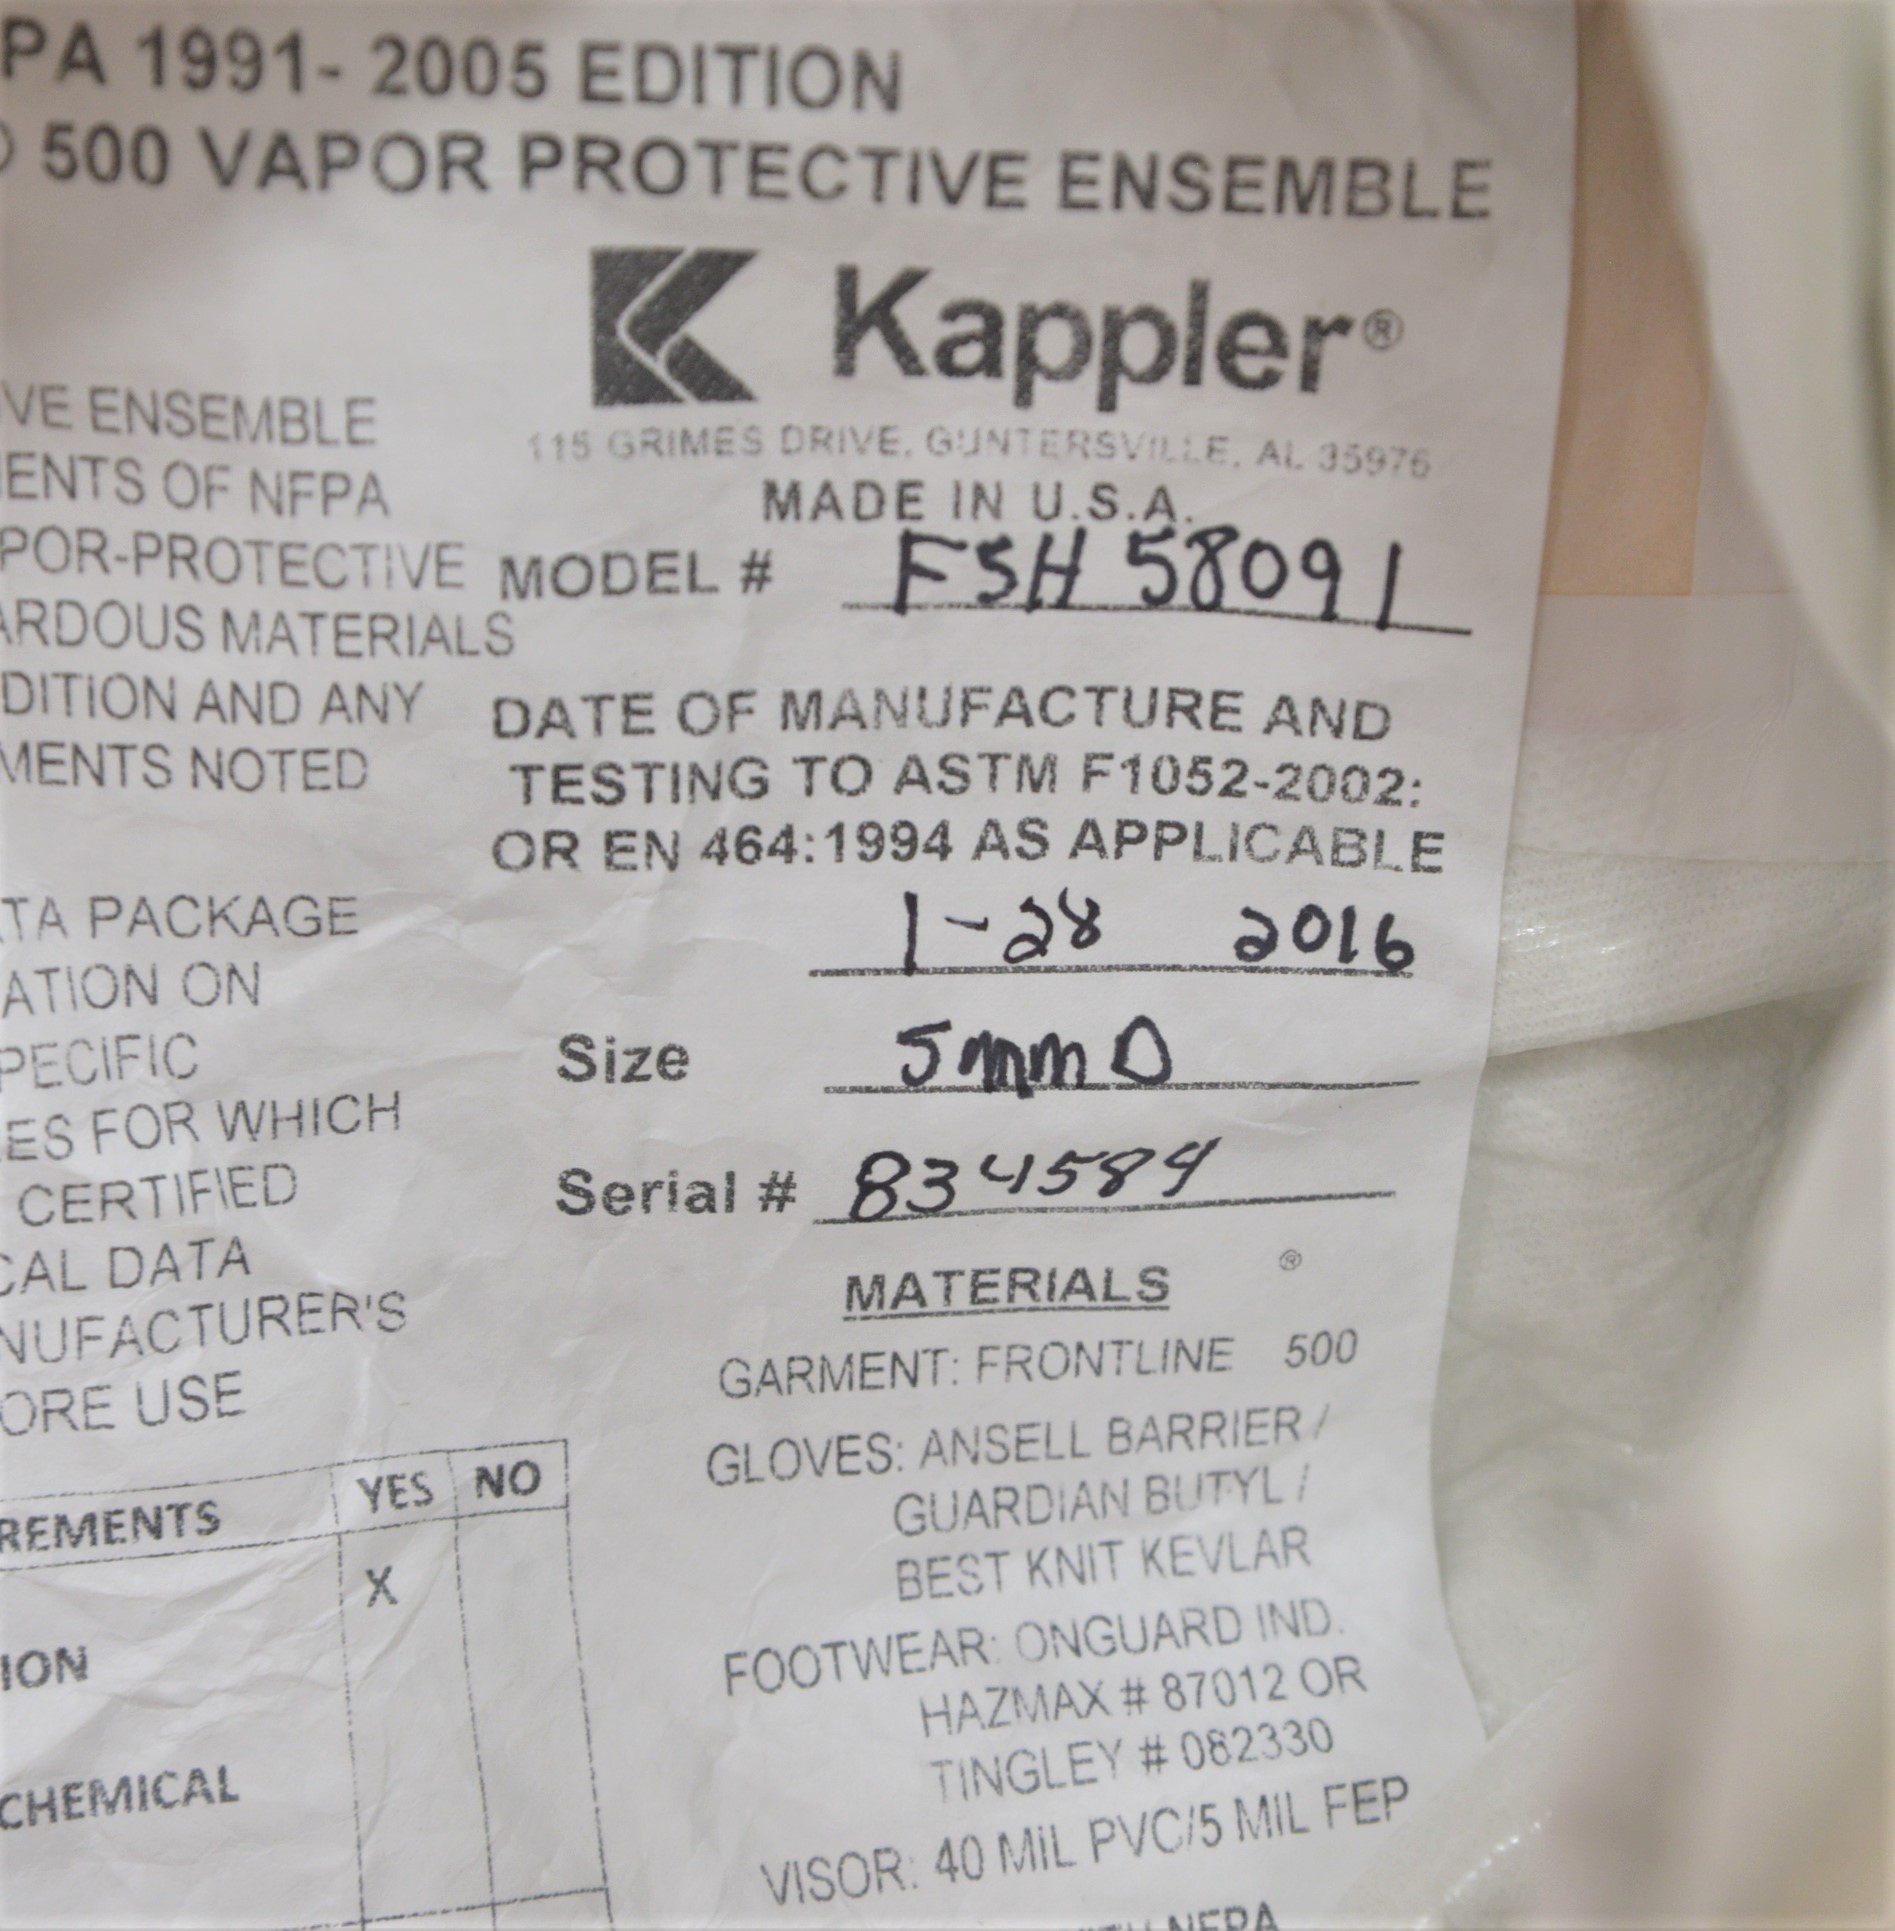 PA 1991- 2005 EDITION
500 VAPOR PROTECTIVE ENSEMBLE
Kappler®
115 GRIMES DRIVE, GUNTERSVILLE, AL 35976
MADE IN U.S.A.
MODEL # FSH 58091
DATE OF MANUFACTURE AND
TESTING TO ASTM F1052-2002:
OR EN 464:1994 AS APPLICABLE
1-28 2016
Size
Serial # 834584
MATERIALS ®
GARMENT: FRONTLINE 500
GLOVES: ANSELL BARRIER /
GUARDIAN BUTYL /
BEST KNIT KEVLAR
FOOTWEAR: ONGUARD IND.
HAZMAX # 87012 OR
TINGLEY # 082330
VISOR: 40 MIL PVC/5 MIL FEP
NFPA
VE ENSEMBLE
ENTS OF NFPA
POR-PROTECTIVE
ARDOUS MATERIALS
DITION AND ANY
MENTS NOTED
TA PACKAGE
ATION ON
PECIFIC
ES FOR WHICH
CERTIFIED
CAL DATA
NUFACTURER'S
ORE USE
REMENTS YES NO
X
ION
CHEMICAL